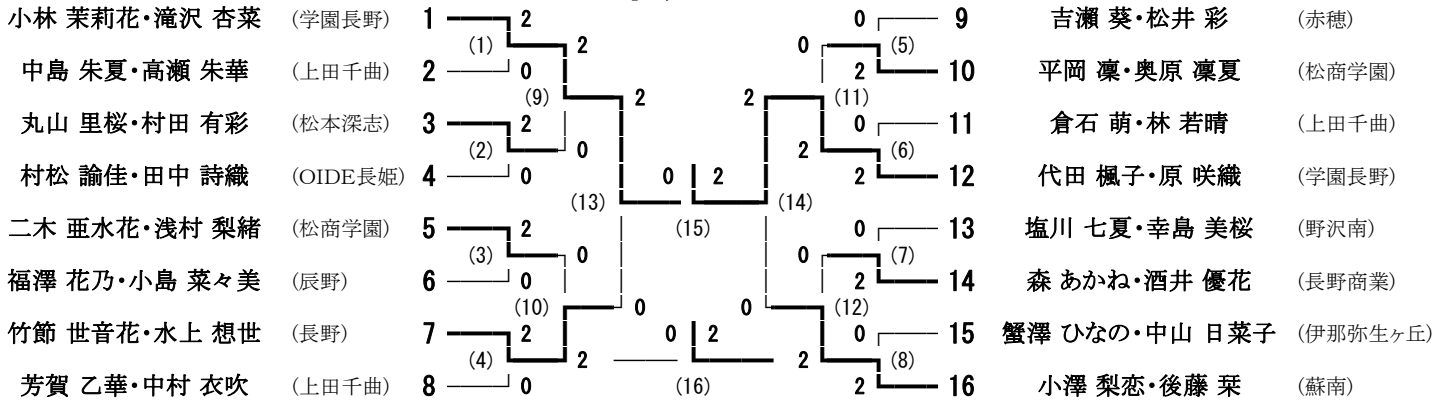 小林 茉莉花・滝沢 杏菜 (学園長野) 1 2 0 9 吉瀬 葵・松井 彩 (赤穂)
(1) 2 0 (5)
中島 朱夏・高瀬 朱華 (上田千曲) 2 0 2 10 平岡 凜・奥原 凜夏 (松商学園)
(9) 2 2 (11)
丸山 里桜・村田 有彩 (松本深志) 3 2 0 11 倉石 萌・林 若晴 (上田千曲)
(2) 0 2 (6)
村松 諭佳・田中 詩織 (OIDE長姫) 4 0 0 2 2 12 代田 楓子・原 咲織 (学園長野)
(13) (15) (14)
二木 亜水花・浅村 梨緒 (松商学園) 5 2 0 13 塩川 七夏・幸島 美桜 (野沢南)
(3) 0 0 (7)
福澤 花乃・小島 菜々美 (辰野) 6 0 2 14 森 あかね・酒井 優花 (長野商業)
(10) 0 0 (12)
竹節 世音花・水上 想世 (長野) 7 2 0 2 0 15 蟹澤 ひなの・中山 日菜子 (伊那弥生ヶ丘)
(4) 2 (16) 2 (8)
芳賀 乙華・中村 衣吹 (上田千曲) 8 0 2 16 小澤 梨恋・後藤 栞 (蘇南)